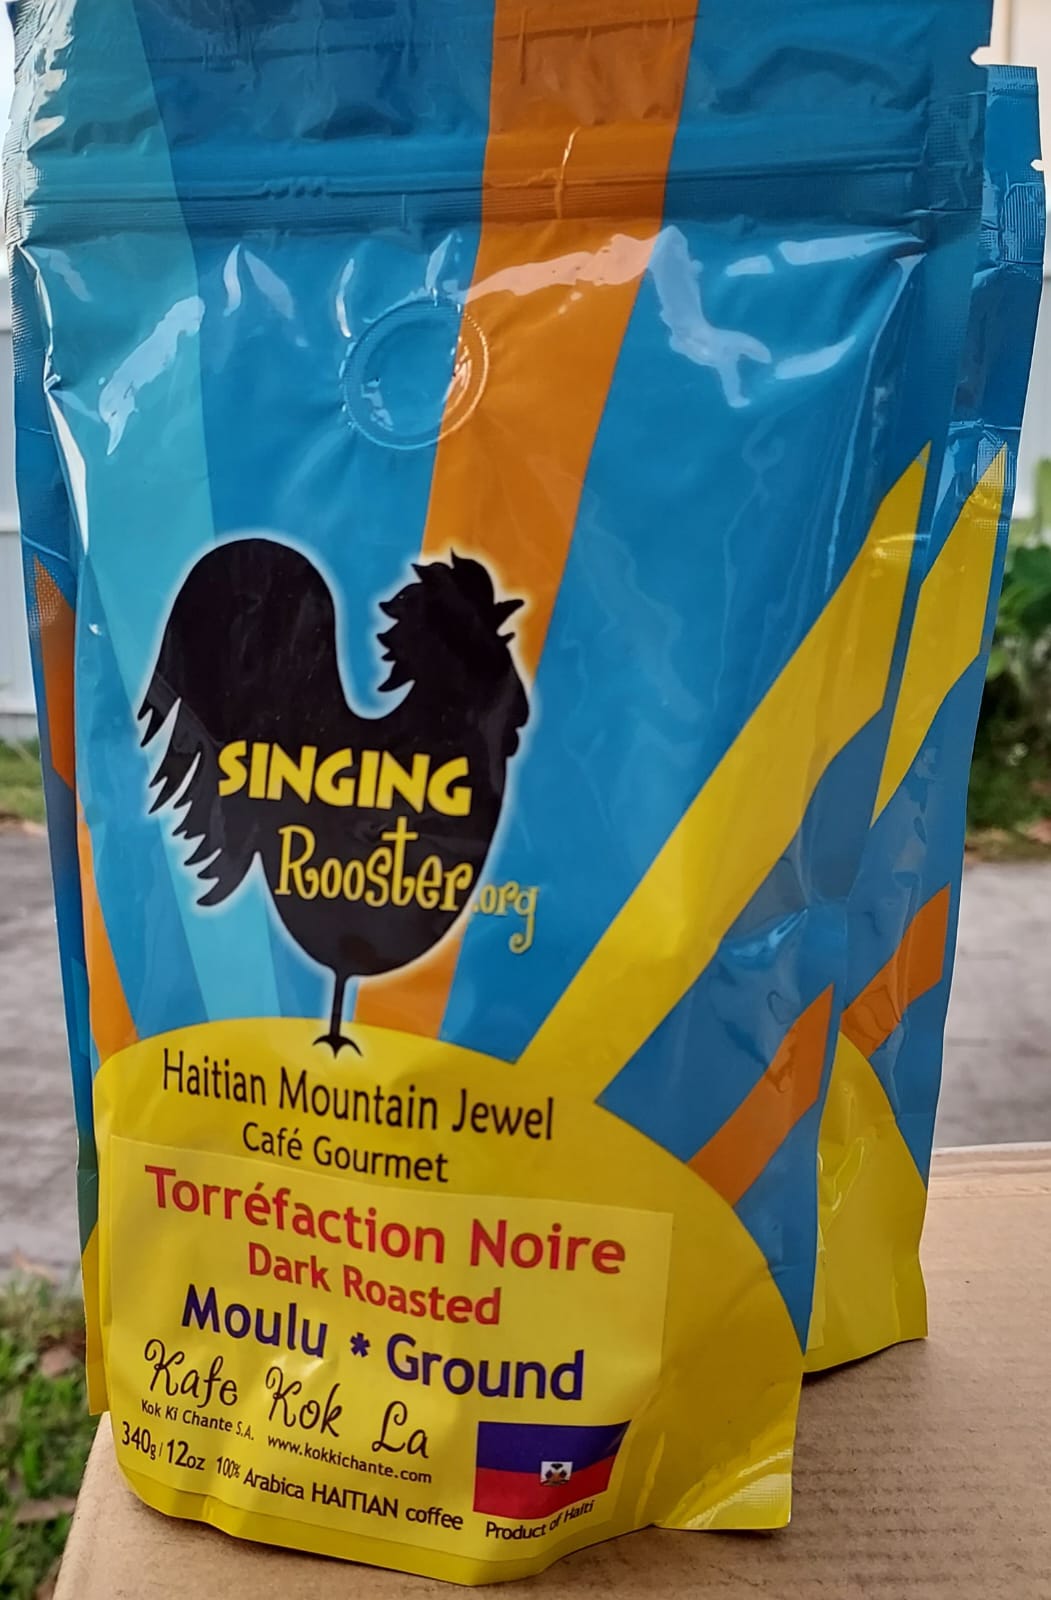 SINGING
Rooster.org
Haitian Mountain Jewel
Café Gourmet
Torréfaction Noire
Dark Roasted
Moulu * Ground
Kafe Kok La
Kok Ki Chante S.A. www.kokkichante.com
340g / 12oz 100% Arabica HAITIAN coffee
Product of Haiti